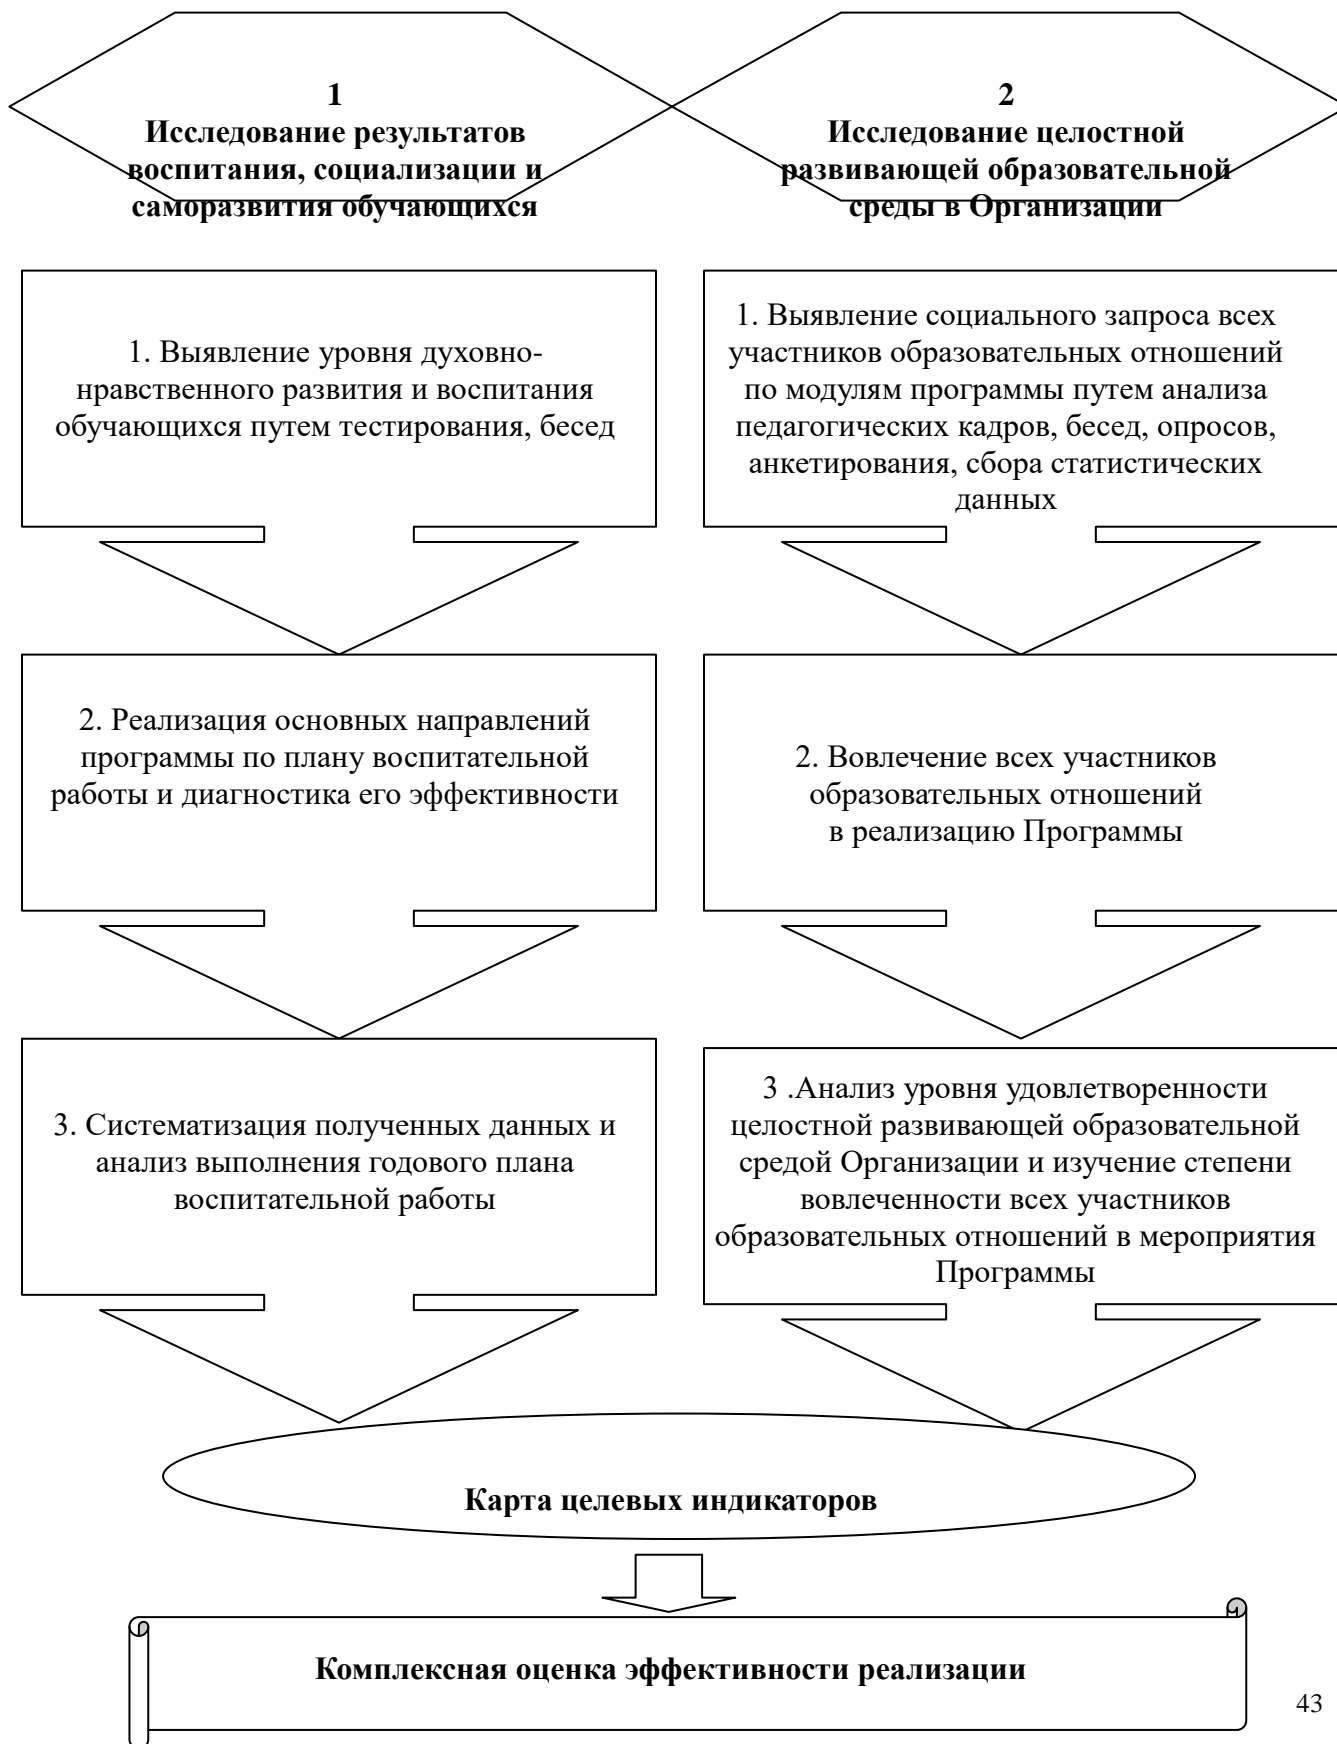 1
Исследование результатов
воспитания, социализации и
саморазвития обучающихся
2
Исследование целостной
развивающей образовательной
среды в Организации
1. Выявление уровня духовно-
нравственного развития и воспитания
обучающихся путем тестирования, бесед
1. Выявление социального запроса всех
участников образовательных отношений
по модулям программы путем анализа
педагогических кадров, бесед, опросов,
анкетирования, сбора статистических
данных
2. Реализация основных направлений
программы по плану воспитательной
работы и диагностика его эффективности
2. Вовлечение всех участников
образовательных отношений
в реализацию Программы
3. Систематизация полученных данных и
анализ выполнения годового плана
воспитательной работы
3 .Анализ уровня удовлетворенности
целостной развивающей образовательной
средой Организации и изучение степени
вовлеченности всех участников
образовательных отношений в мероприятия
Программы
Карта целевых индикаторов
Комплексная оценка эффективности реализации
43